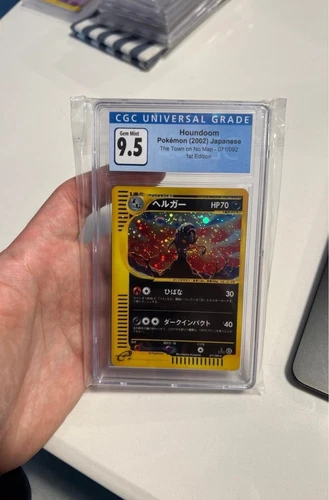 CGC UNIVERSAL GRADE
Gem Mint
9.5
Houndoom
Pokémon (2002) Japanese
The Town on No Map - 071/092
1st Edition
ヘルガー HP70
ひばな 30
ダークインパクト 40